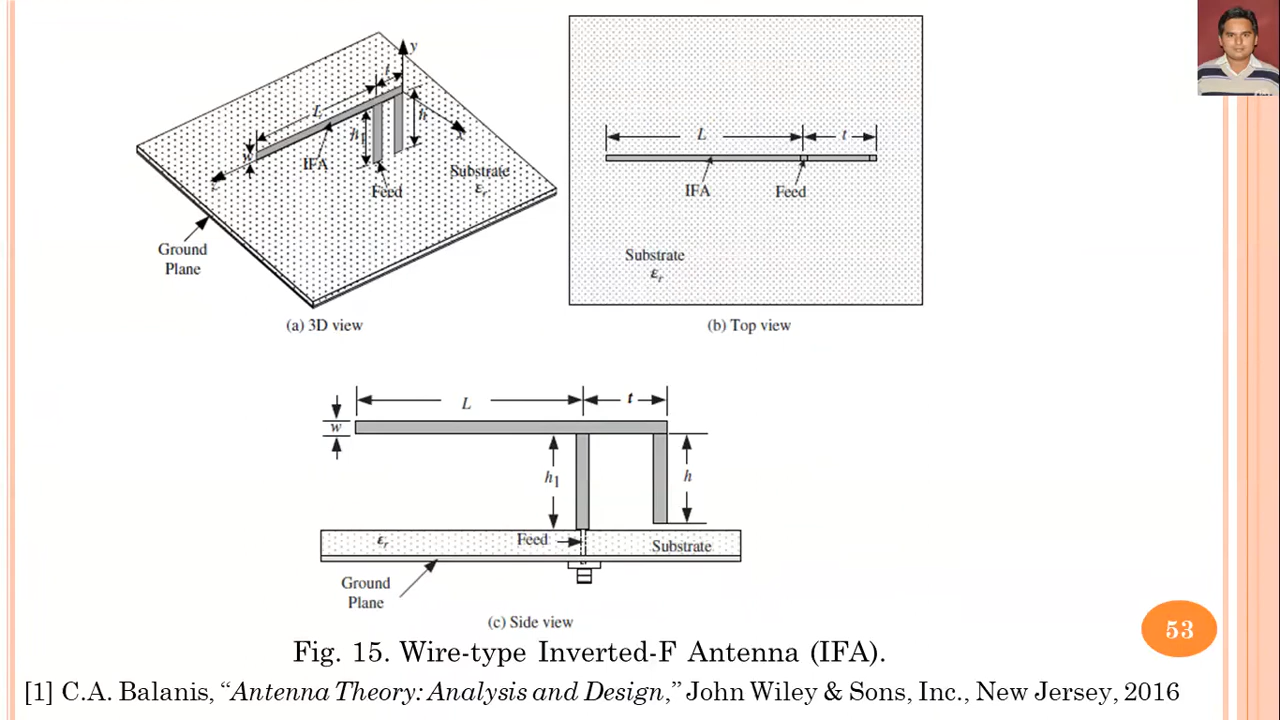 y
t
L
h1
h
x
w
z
IFA
Feed
Substrate
εr
Ground
Plane
(a) 3D view
L
t
IFA
Feed
Substrate
εr
(b) Top view
L
t
w
h1
h
εr
Feed
Substrate
Ground
Plane
(c) Side view
53
Fig. 15. Wire-type Inverted-F Antenna (IFA).
[1] C.A. Balanis, “Antenna Theory: Analysis and Design,” John Wiley & Sons, Inc., New Jersey, 2016